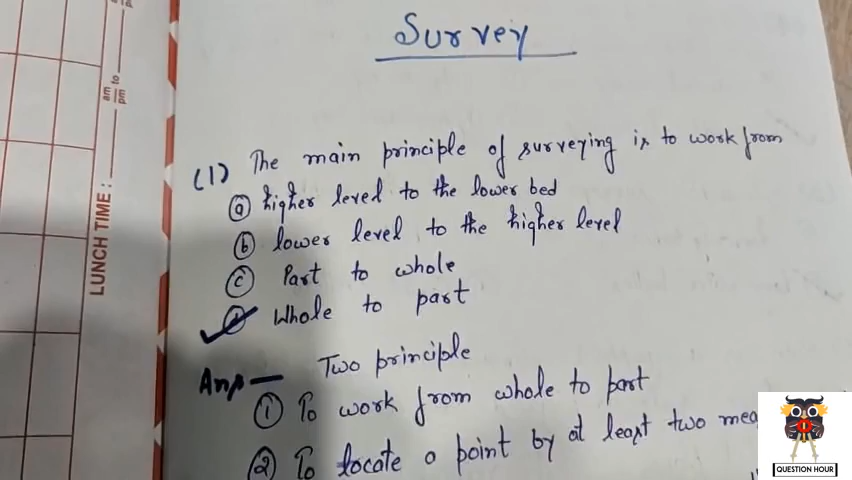 Survey
(1) The main principle of surveying is to work from
(a) higher level to the lower bed
(b) lower level to the higher level
(c) Part to whole
(d) Whole to part
Ans — Two principle
(1) To work from whole to part
(2) To locate a point by at least two
LUNCH TIME :
am to
pm
QUESTION HOUR